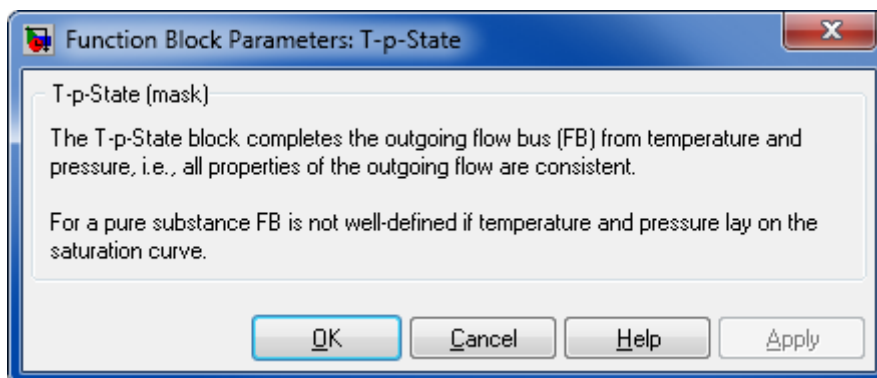 Function Block Parameters: T-p-State
T-p-State (mask)
The T-p-State block completes the outgoing flow bus (FB) from temperature and
pressure, i.e., all properties of the outgoing flow are consistent.
For a pure substance FB is not well-defined if temperature and pressure lay on the
saturation curve.
OK Cancel Help Apply